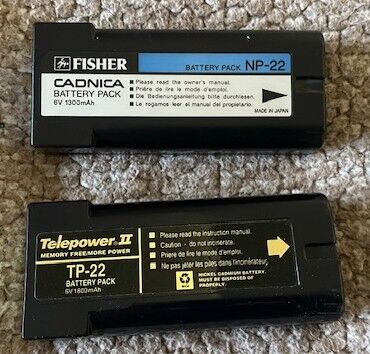 FISHER
BATTERY PACK NP-22
CADNICA
BATTERY PACK
6V 1300mAh
■ Please read the owner's manual.
■ Prière de lire le mode d'emploi.
■ Die Bedienungsanleitung bitte durchlesen.
■ Le rogamos leer el manual del propietario.
MADE IN JAPAN
Telepower II
MEMORY FREE/MORE POWER
TP-22
BATTERY PACK
6V 1600mAh
■ Please read the instruction manual.
■ Caution - do not incinerate.
■ Priere de lire le mode d'emploi.
■ Ne pas jeter les piles dans l'incinérateur.
NICKEL CADMIUM BATTERY.
MUST BE DISPOSED OF
PROPERLY.